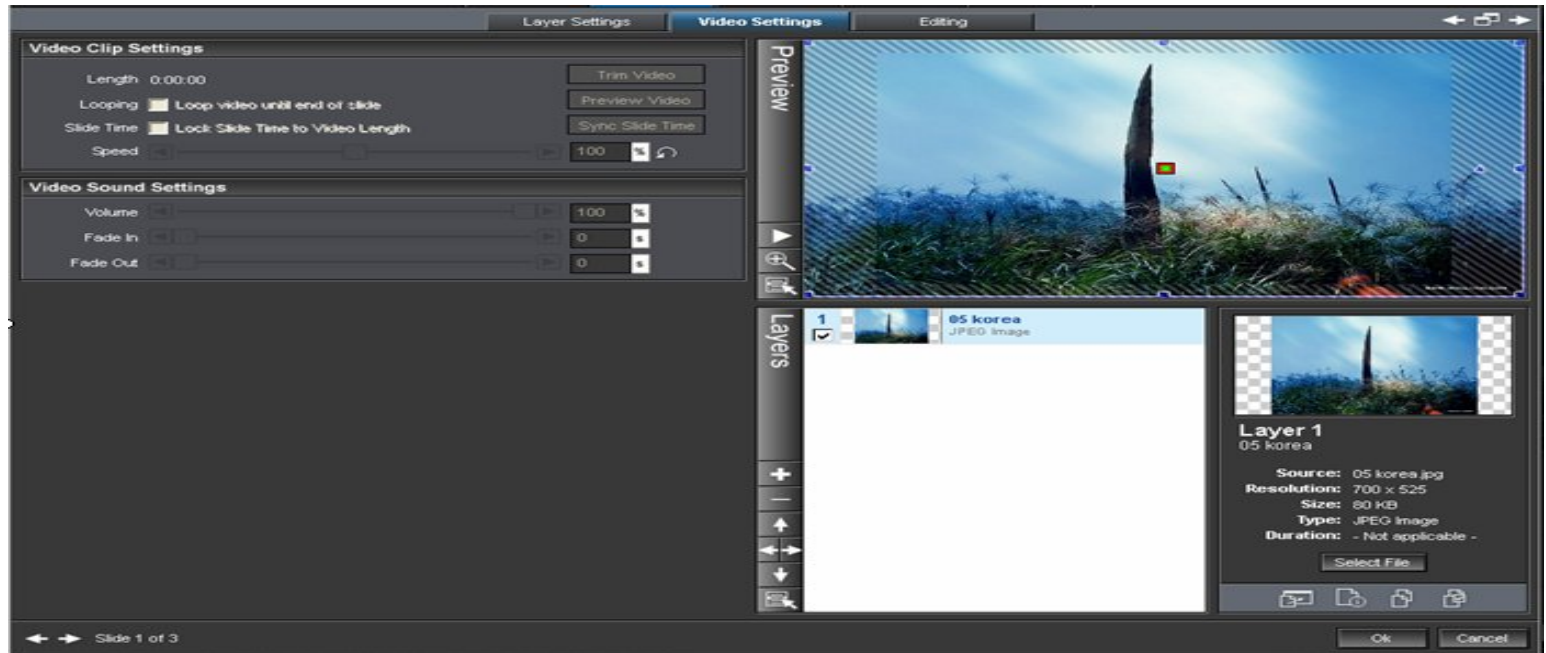 Layer Settings
Video Settings
Editing
Video Clip Settings
Length 0:00:00
Trim Video
Looping Loop video until end of slide
Preview Video
Slide Time Lock Slide Time to Video Length
Sync Slide Time
Speed 100 %
Video Sound Settings
Volume 100 %
Fade In 0 s
Fade Out 0 s
Preview
Layers
1 05 korea
JPEG Image
Layer 1
05 korea
Source: 05 korea.jpg
Resolution: 700 x 525
Size: 80 KB
Type: JPEG Image
Duration: - Not applicable -
Select File
Slide 1 of 3
Ok
Cancel